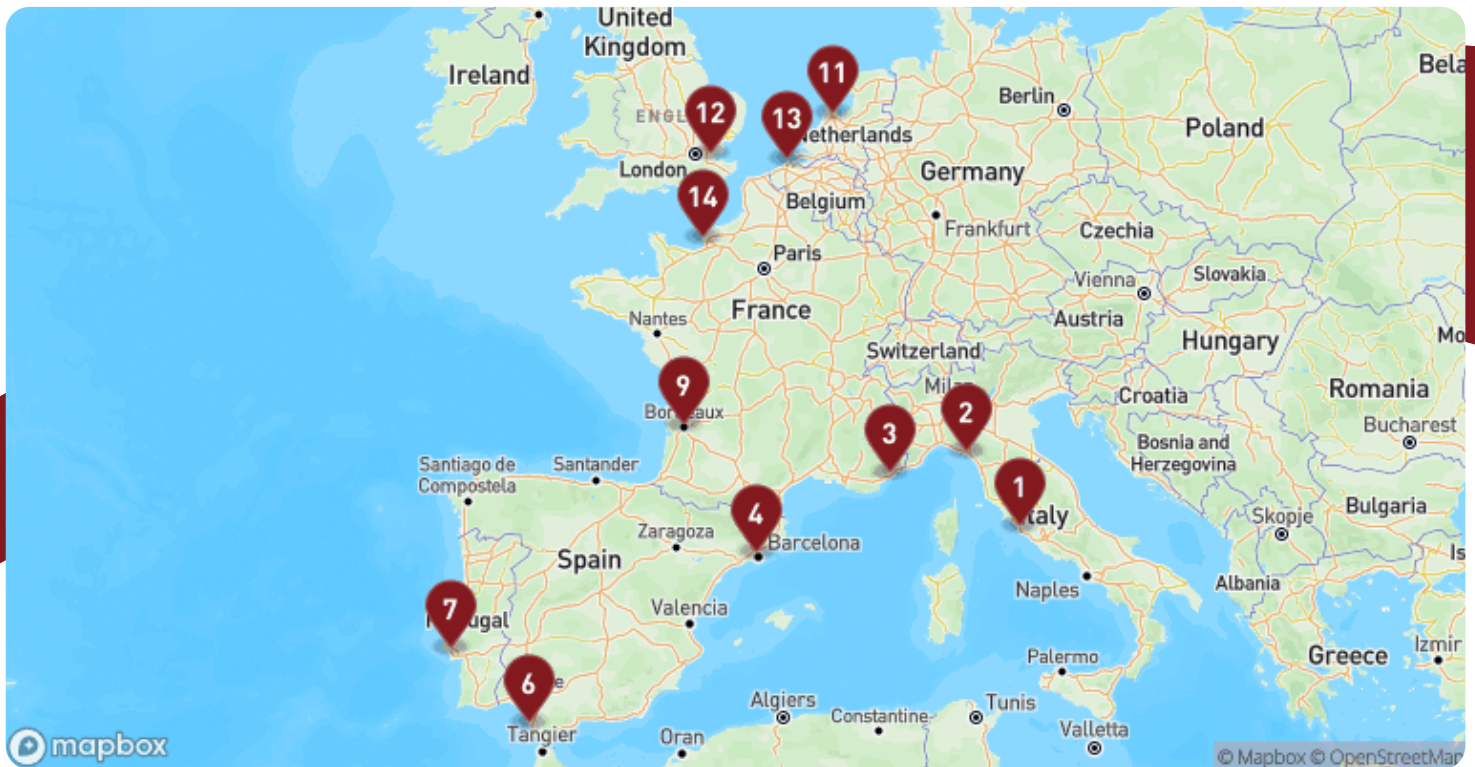 United
Kingdom
Ireland
11
Bela
Berlin
12
ENGL
13
Netherlands
Poland
London
Germany
14
Belgium
Frankfurt
Czechia
Paris
Slovakia
Vienna
France
Nantes
Austria
Hungary
Mo
Switzerland
9
Milan
Croatia
Romania
Bordeaux
2
Bucharest
3
Bosnia and
Herzegovina
Santiago de
Compostela
Santander
1
Bulgaria
4
Italy
Skopje
Zaragoza
Barcelona
Spain
Is
Naples
Albania
7
Portugal
Valencia
Izmir
Greece
Palermo
6
e
Algiers
Tunis
Constantine
Tangier
Oran
Valletta
mapbox
© Mapbox © OpenStreetMap